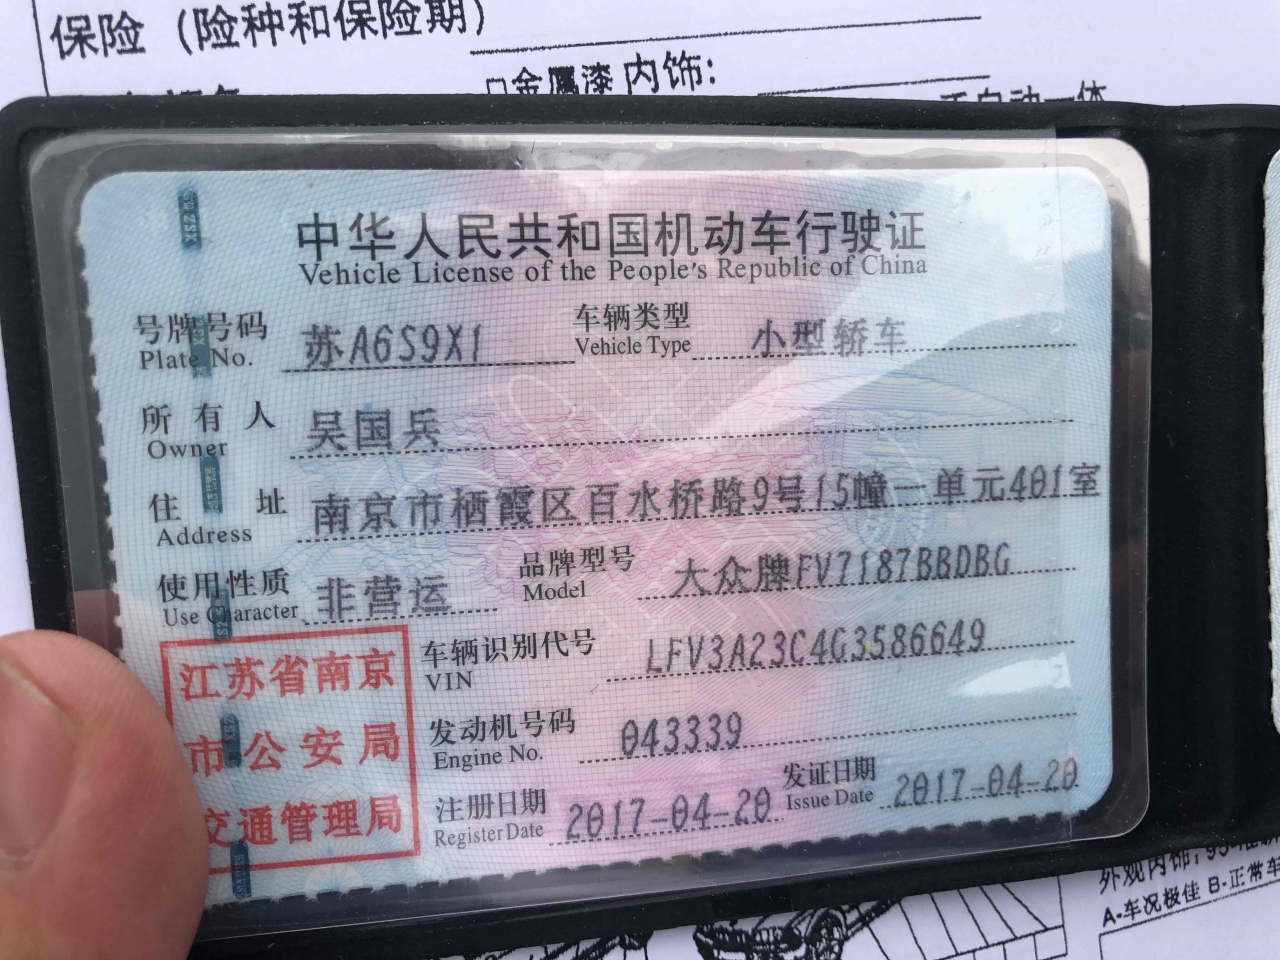 保险（险种和保险期）
□金属漆 内饰：
中华人民共和国机动车行驶证
Vehicle License of the People's Republic of China
号牌号码 苏A6S9X1 车辆类型 小型轿车
Plate No. Vehicle Type
所有人 吴国兵
Owner
住址 南京市栖霞区百水桥路9号15幢一单元401室
Address
使用性质 非营运 品牌型号 大众牌FV7187BBDBG
Use Character Model
江苏省南京
市公安局
交通管理局
车辆识别代号 LFV3A23C4G3586649
VIN
发动机号码 043339
Engine No.
注册日期 2017-04-20 发证日期 2017-04-20
Register Date Issue Date
外观内饰：
A-车况极佳 B-正常车